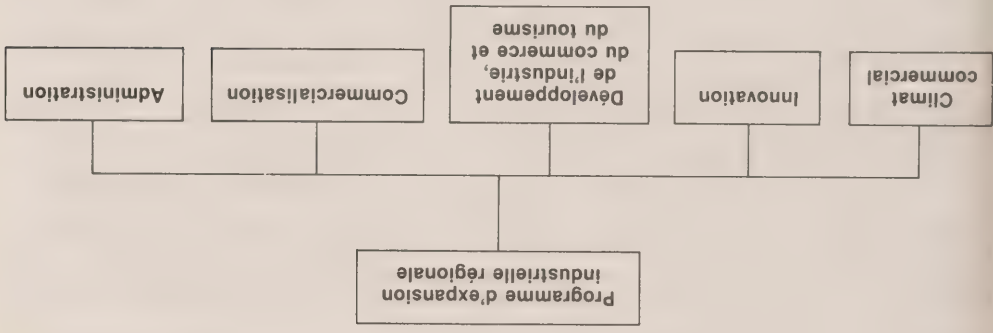 Programme d'expansion
industrielle régionale
Climat
commercial
Innovation
Développement
de l'industrie,
du commerce et
du tourisme
Commercialisation
Administration